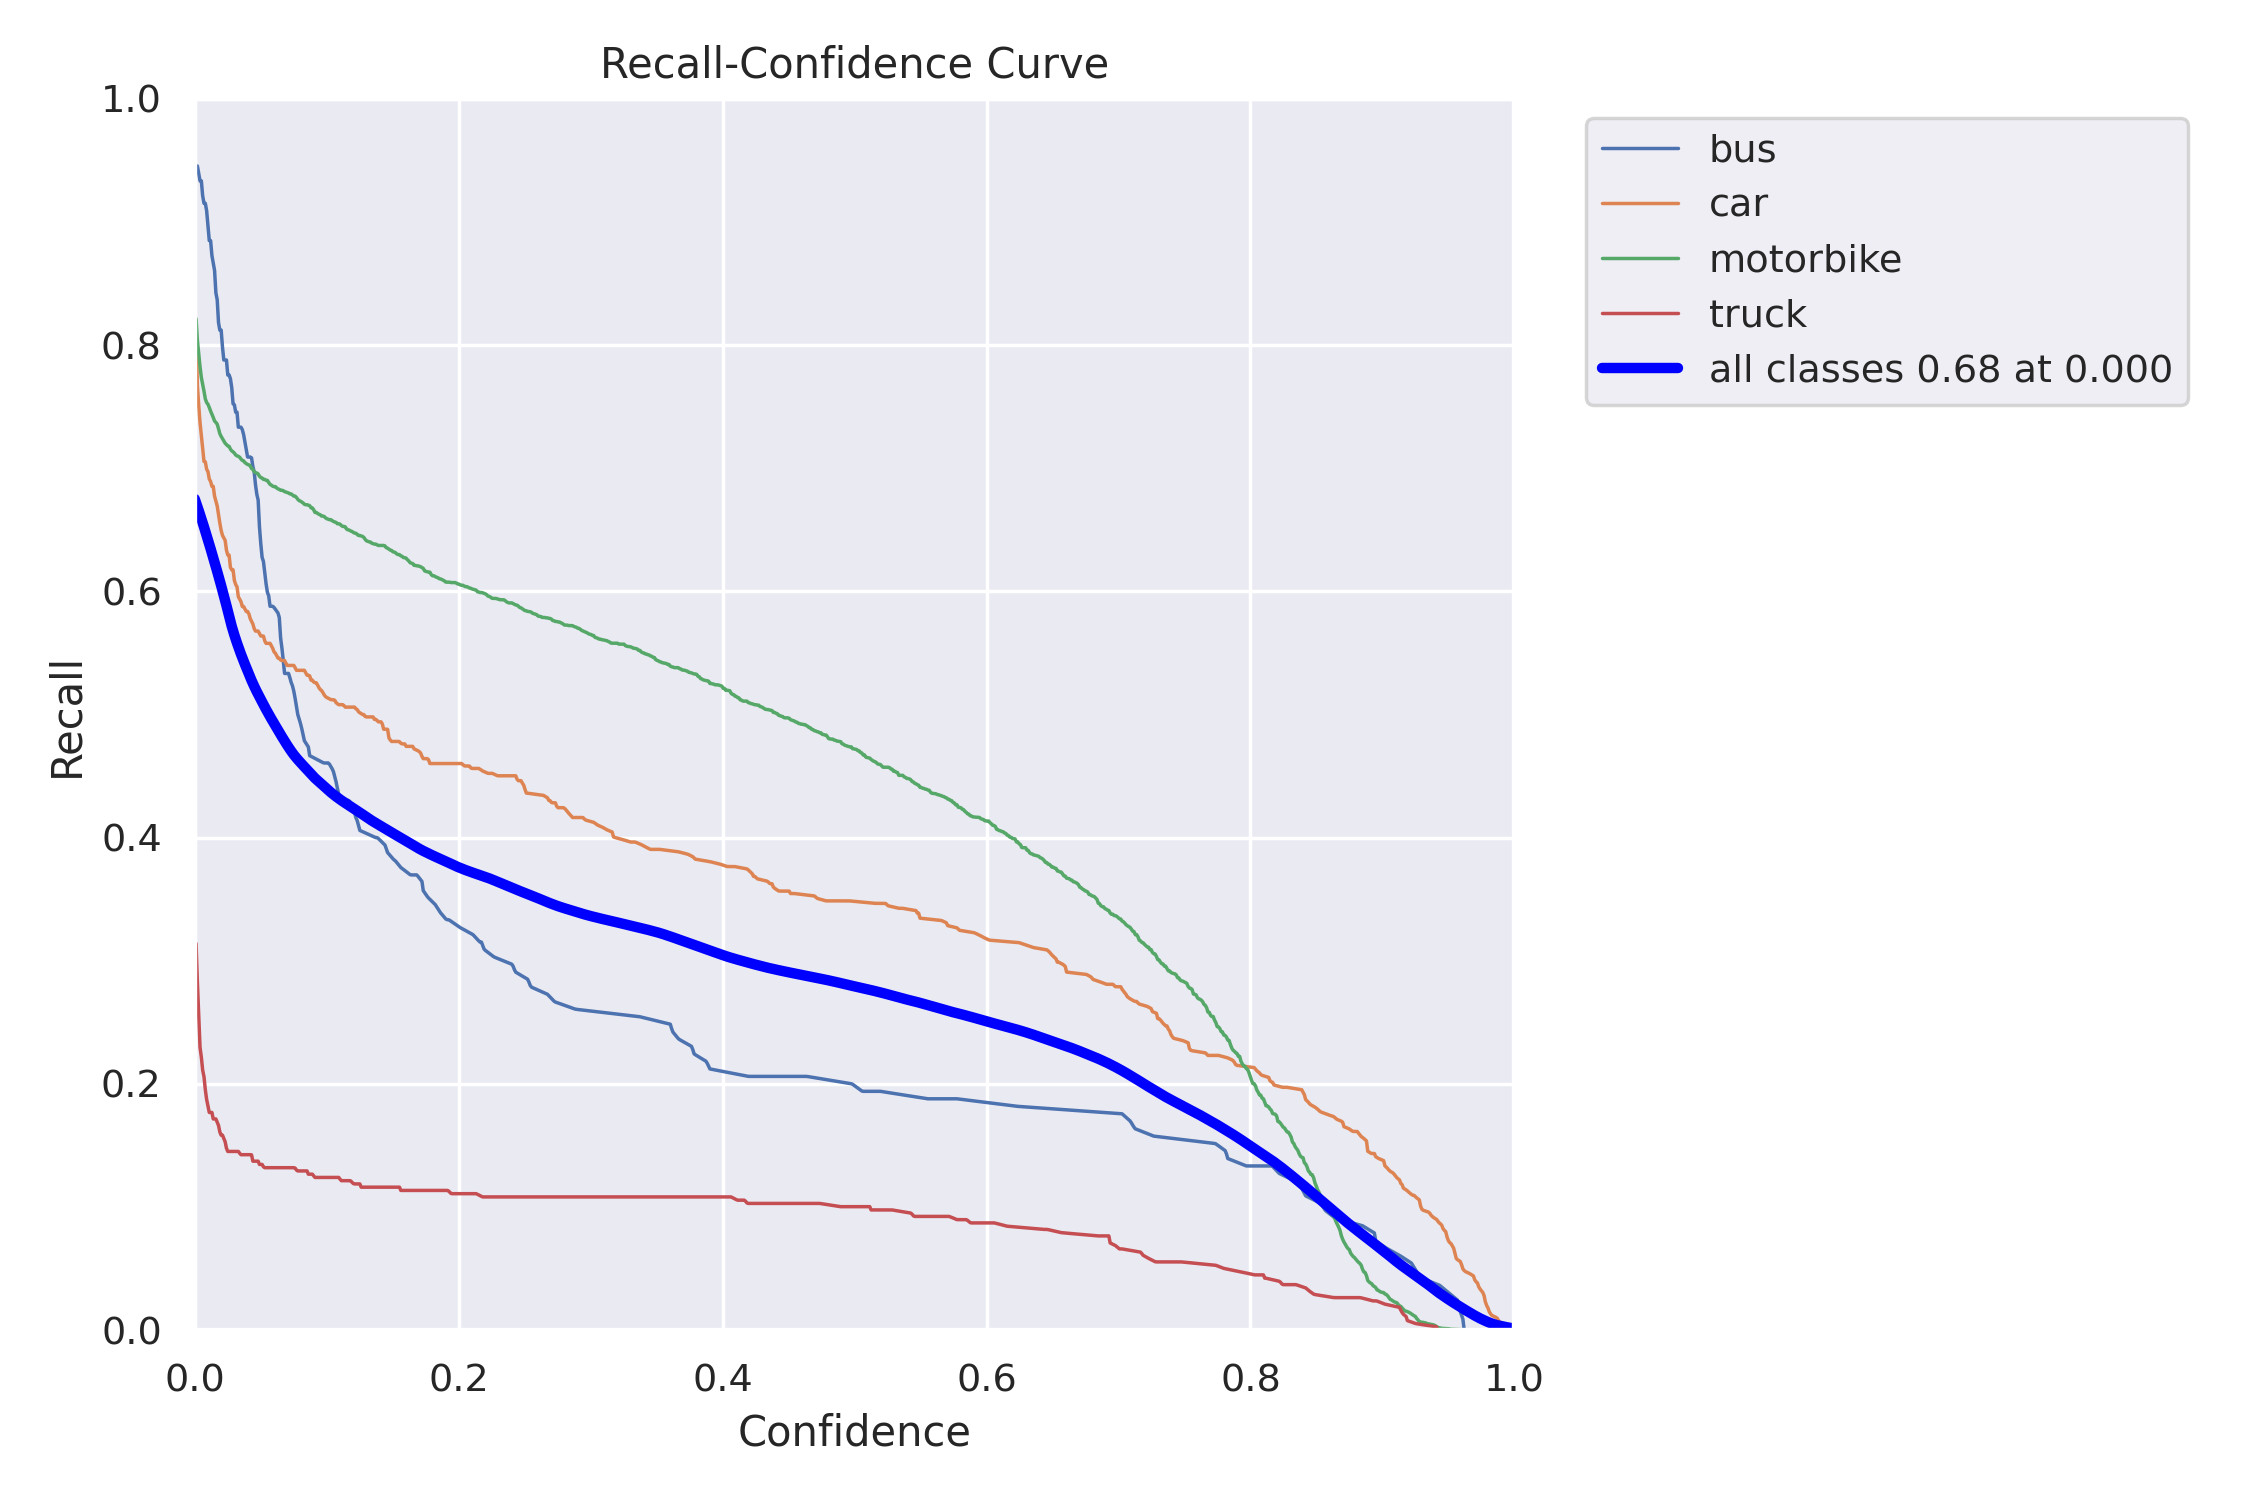 Recall-Confidence Curve
1.0
0.8
0.6
0.4
0.2
0.0
Recall
0.0 0.2 0.4 0.6 0.8 1.0
Confidence
bus
car
motorbike
truck
all classes 0.68 at 0.000